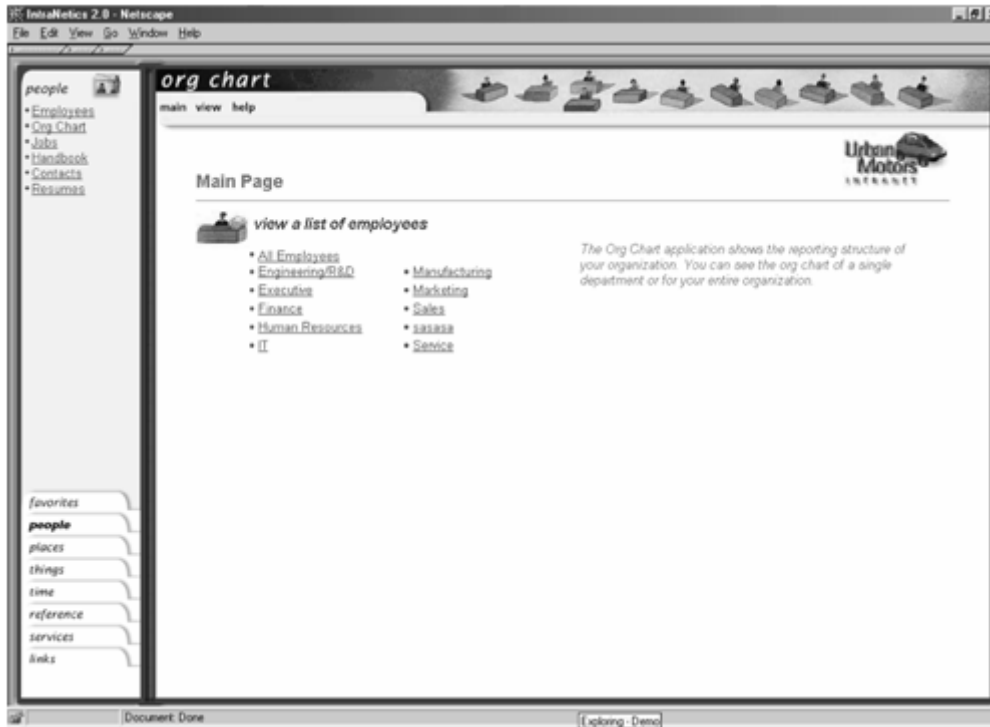 IntraNetics 2.0 - Netscape
File Edit View Go Window Help
people
Employees
Org Chart
Jobs
Handbook
Contacts
Resumes
org chart
main view help
Urban
Motors
INTRANET
Main Page
view a list of employees
All Employees
Engineering/R&D
Executive
Finance
Human Resources
IT
Manufacturing
Marketing
Sales
sasasa
Service
The Org Chart application shows the reporting structure of
your organization. You can see the org chart of a single
department or for your entire organization.
favorites
people
places
things
time
reference
services
links
Document: Done
Exploring - Demo